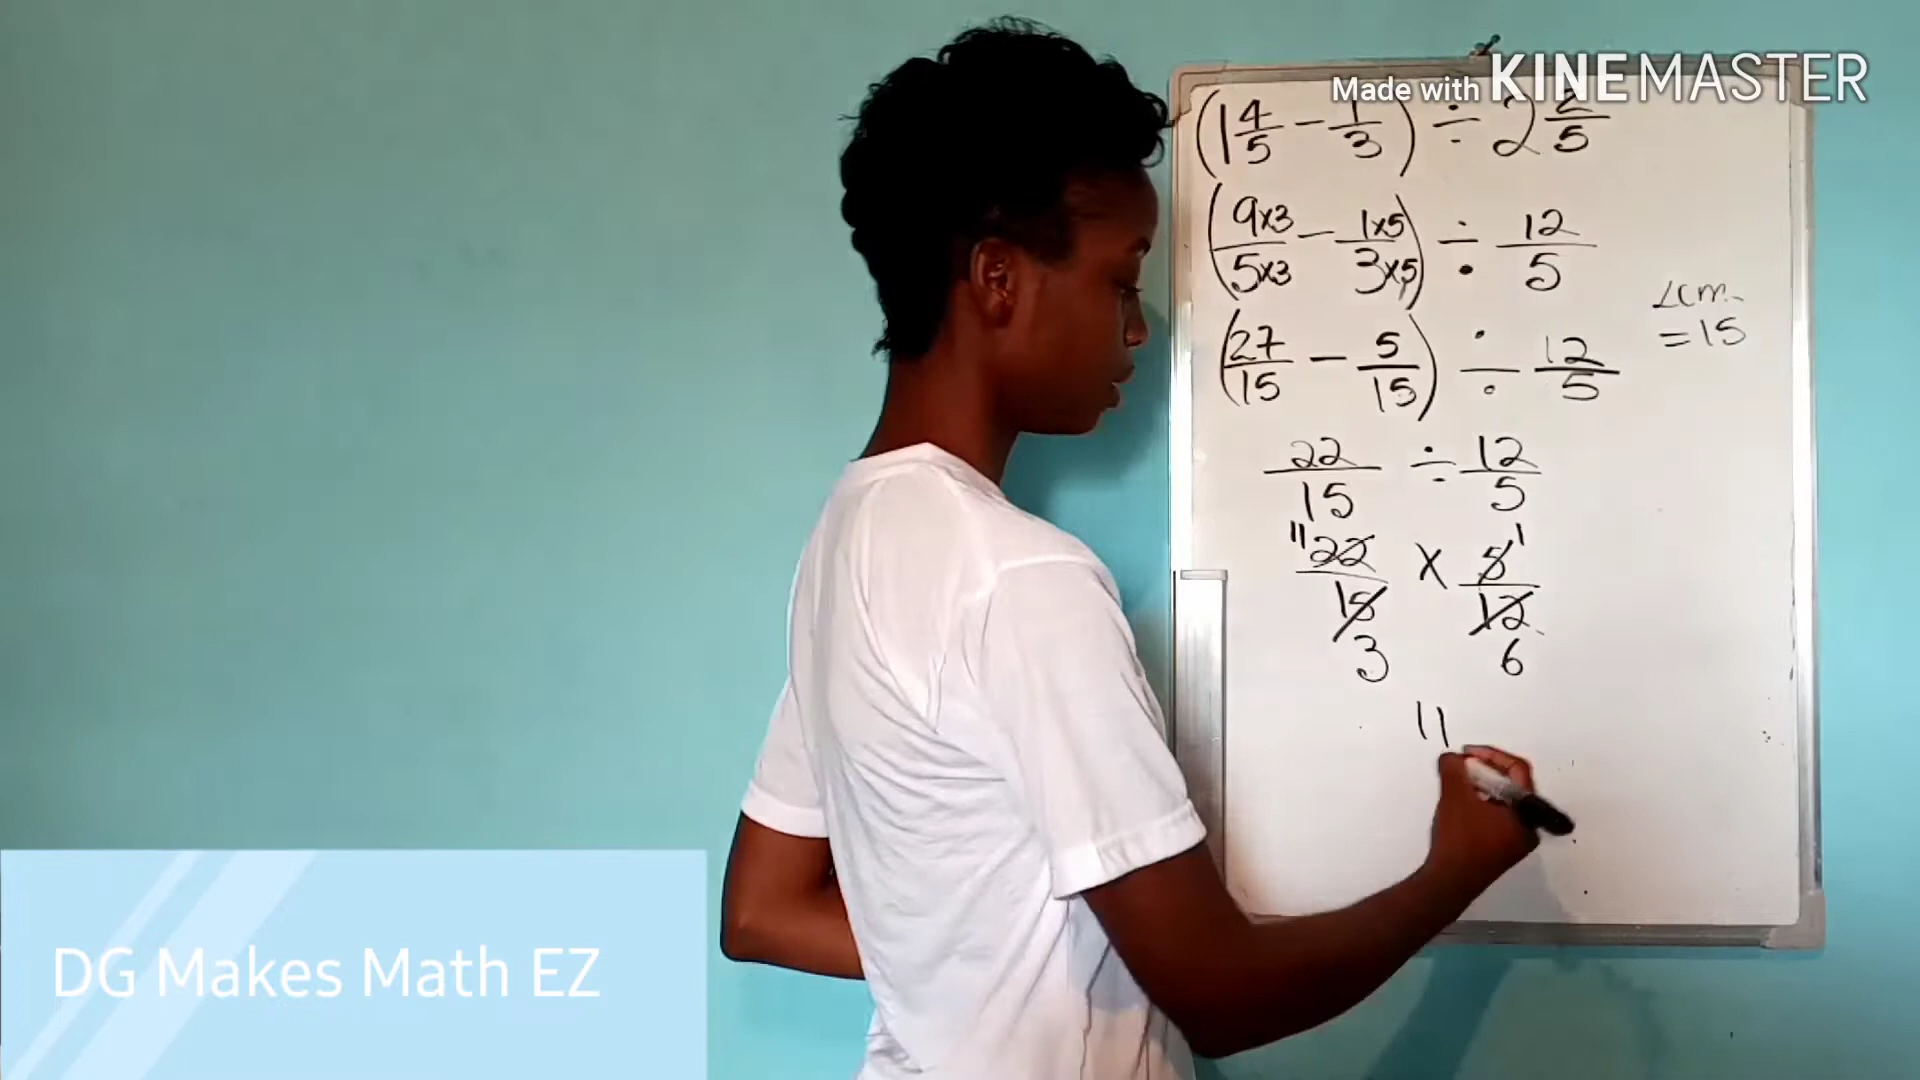 Made with KINEMASTER
(1 4/5 − 1/3) ÷ 2 2/5
(9x3/5x3 − 1x5/3x5) ÷ 12/5
Lcm
= 15
(27/15 − 5/15) ÷ 12/5
22/15 ÷ 12/5
11 22/15 3 X 5 1/12 6
11
DG Makes Math EZ